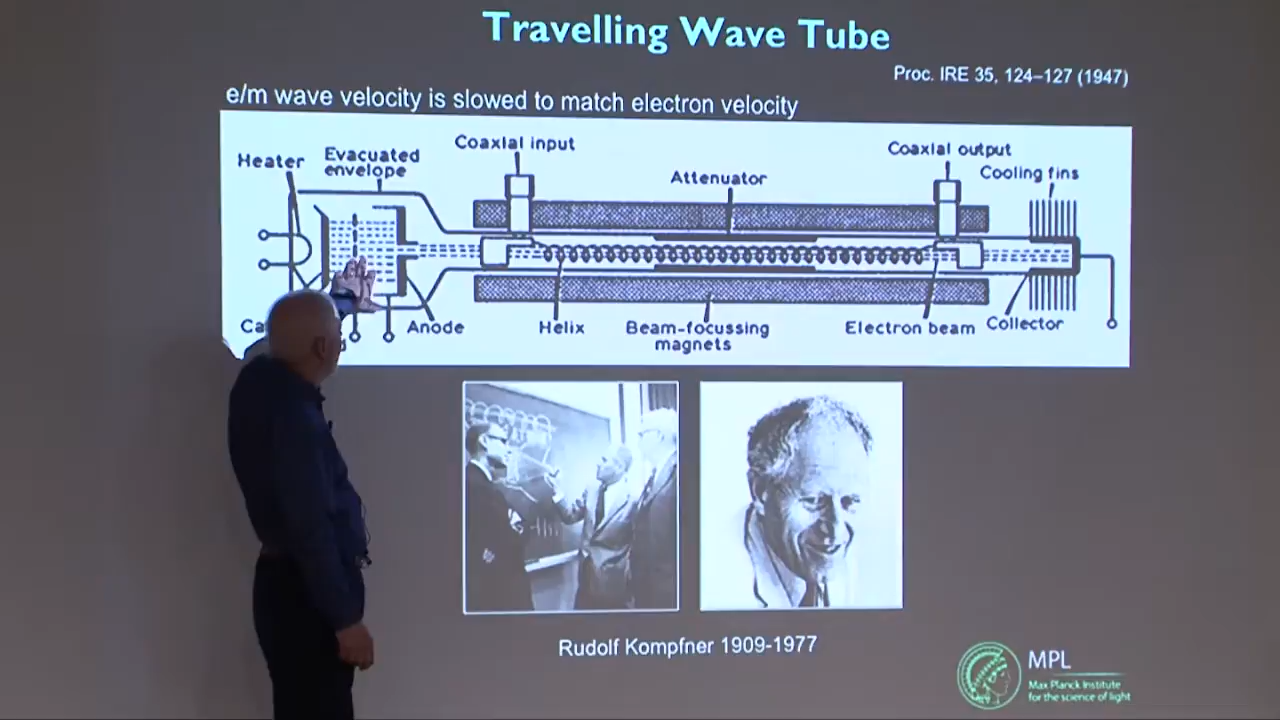 Travelling Wave Tube
Proc. IRE 35, 124–127 (1947)
e/m wave velocity is slowed to match electron velocity
Heater
Evacuated
envelope
Coaxial input
Attenuator
Coaxial output
Cooling fins
Anode
Helix
Beam-focussing
magnets
Electron beam
Collector
Rudolf Kompfner 1909-1977
MPL
Max Planck Institute
for the science of light